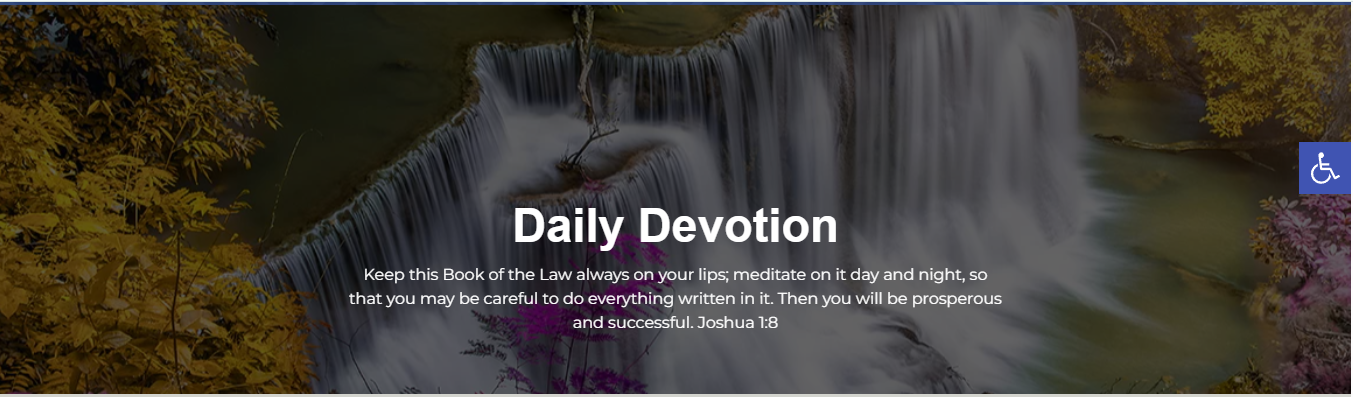 Daily Devotion
Keep this Book of the Law always on your lips; meditate on it day and night, so
that you may be careful to do everything written in it. Then you will be prosperous
and successful. Joshua 1:8